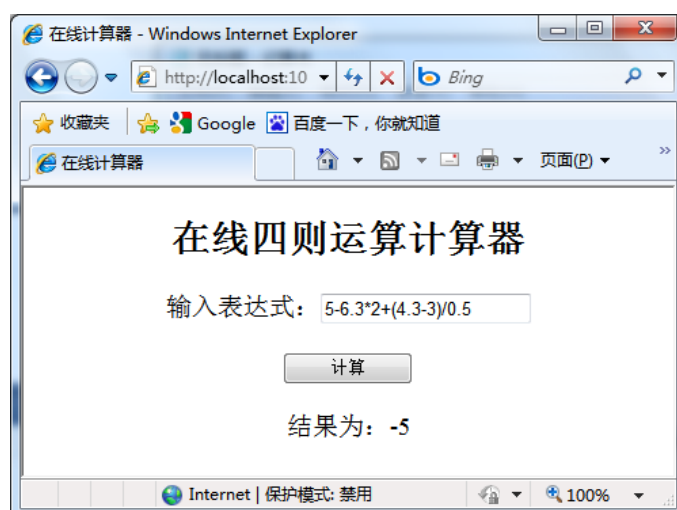 在线计算器 - Windows Internet Explorer
http://localhost:10
Bing
收藏夹 Google 百度一下，你就知道
在线计算器 页面(P)
在线四则运算计算器
输入表达式： 5-6.3*2+(4.3-3)/0.5
计算
结果为：-5
Internet | 保护模式: 禁用 100%